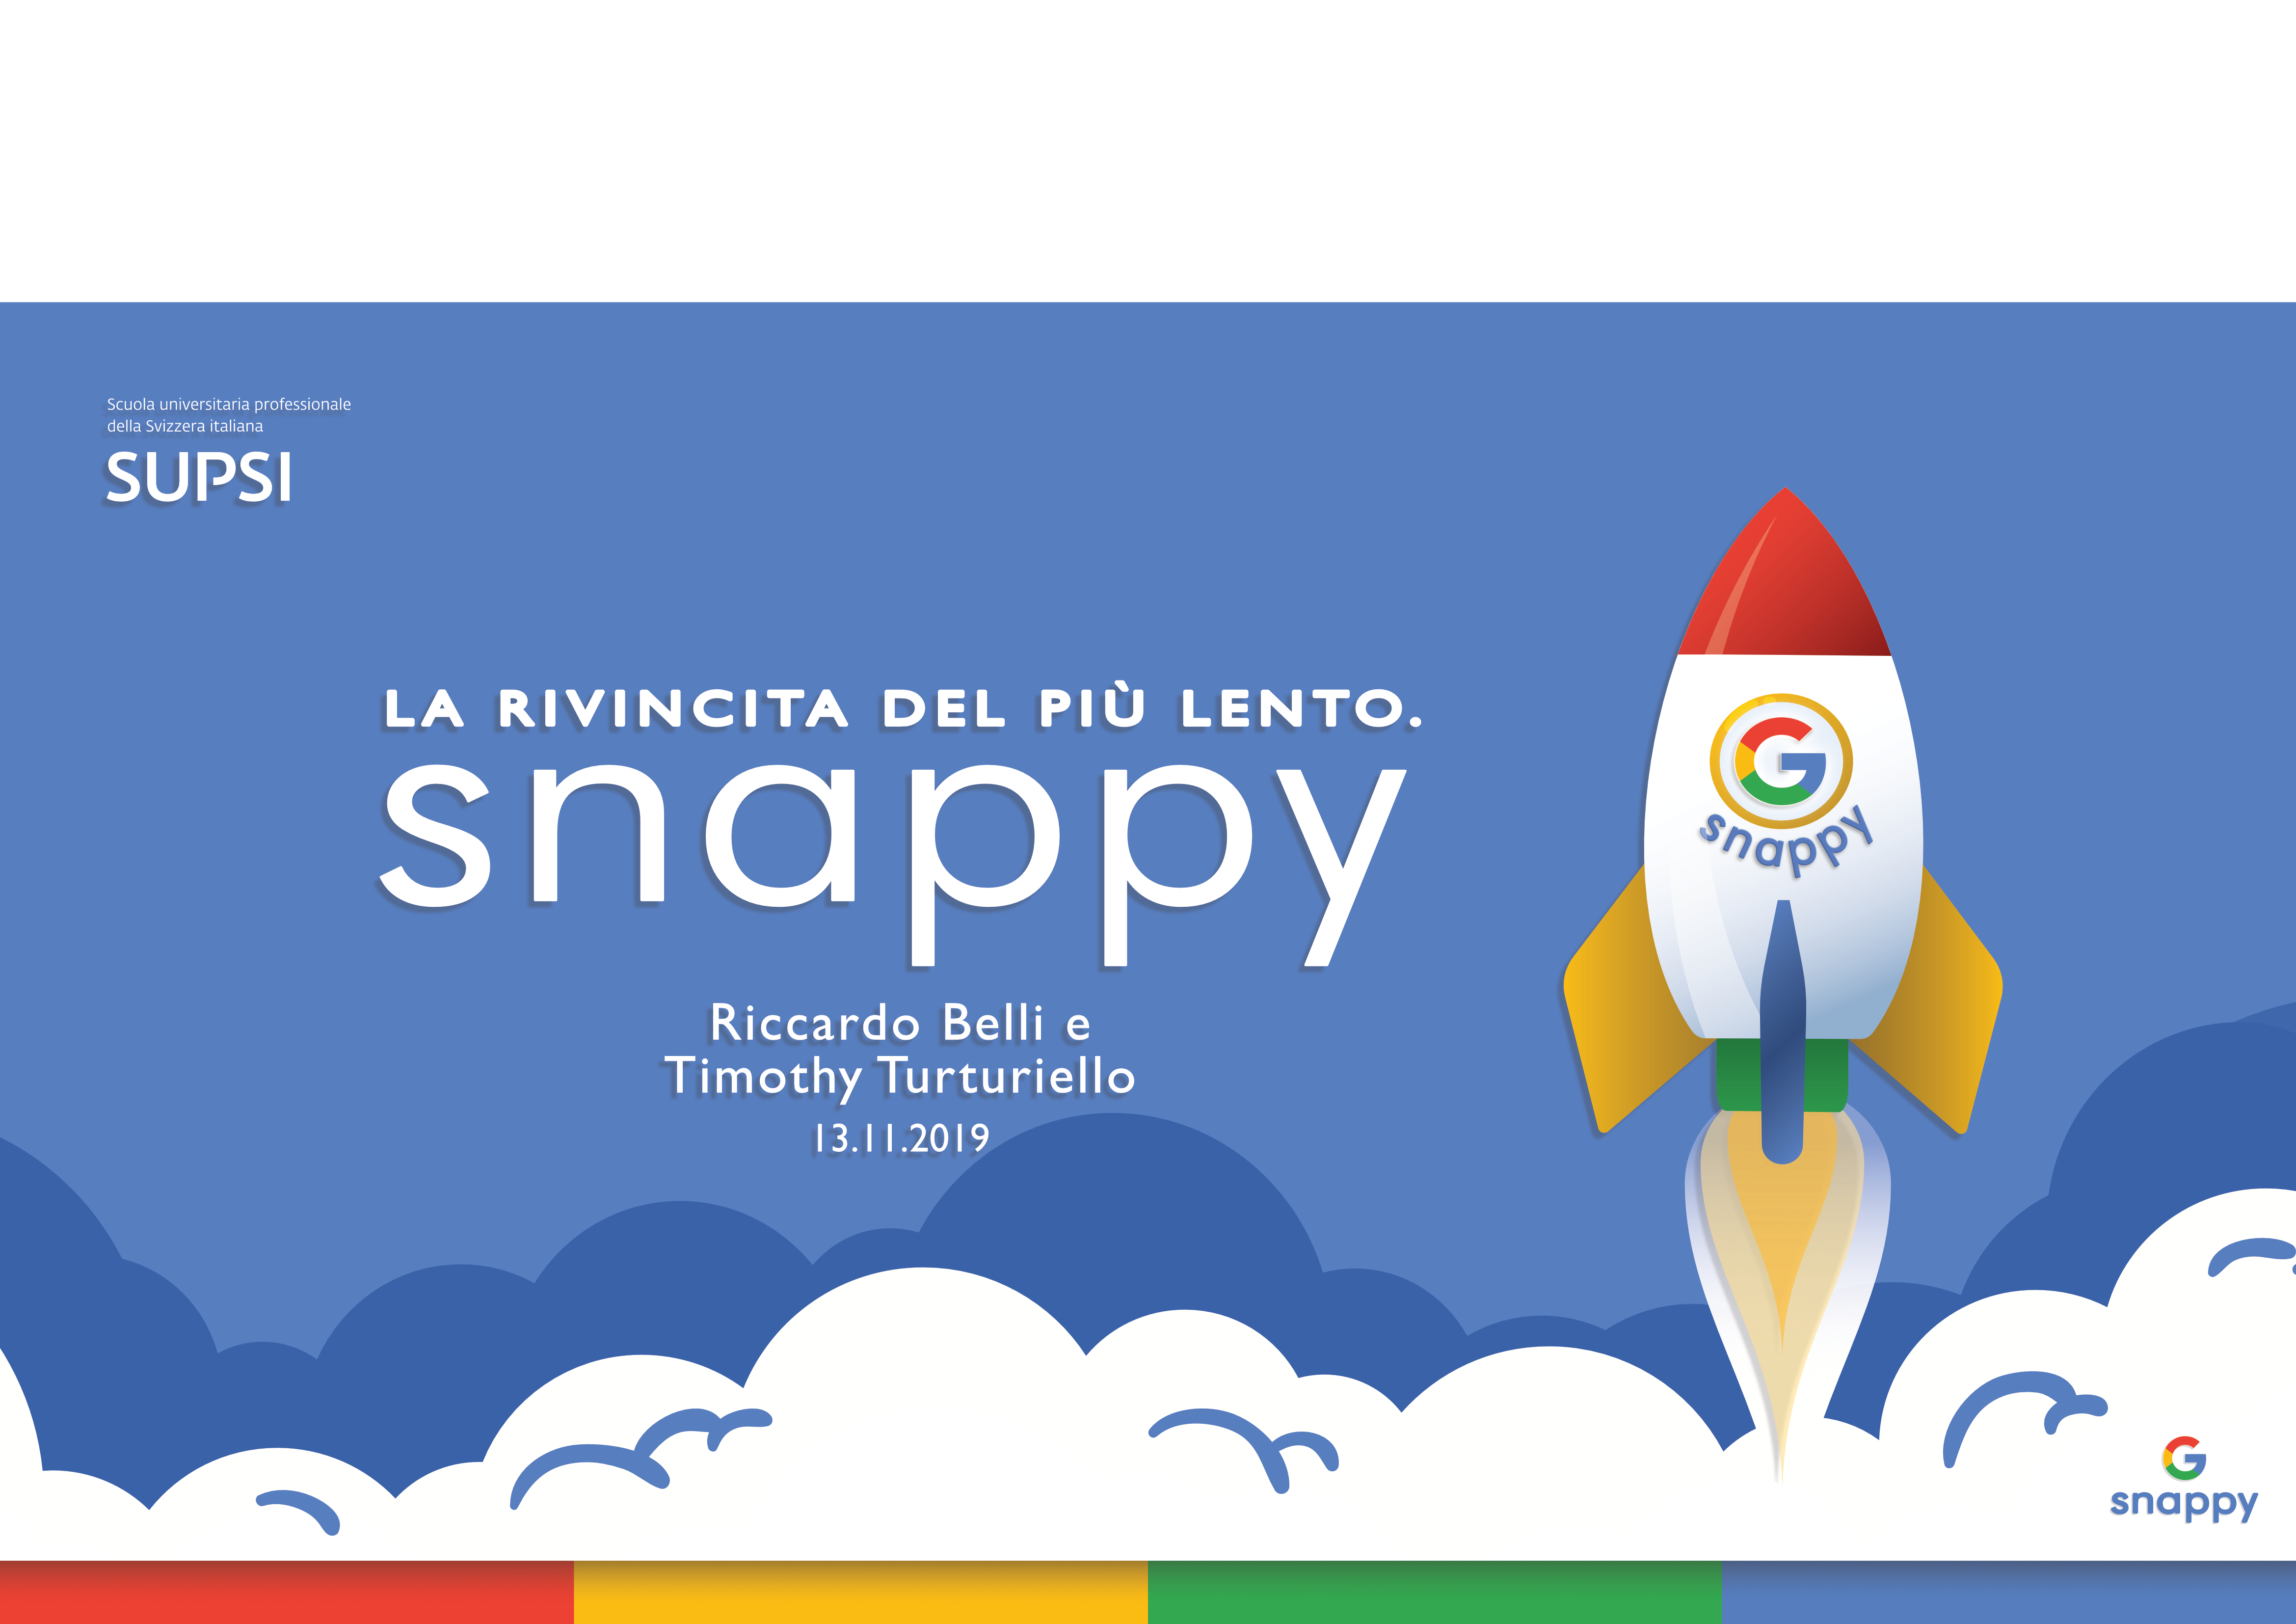 Scuola universitaria professionale
della Svizzera italiana
SUPSI
LA RIVINCITA DEL PIÙ LENTO.
snappy
Riccardo Belli e
Timothy Turturiello
13.11.2019
G
snappy
G
snappy